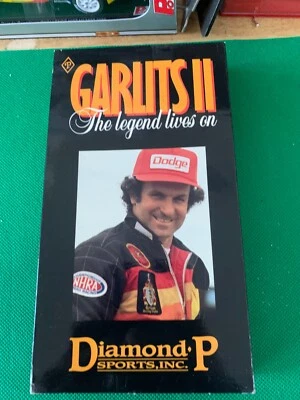 GARLITS II
The legend lives on
Dodge
NHRA
Diamond·P
SPORTS, INC.